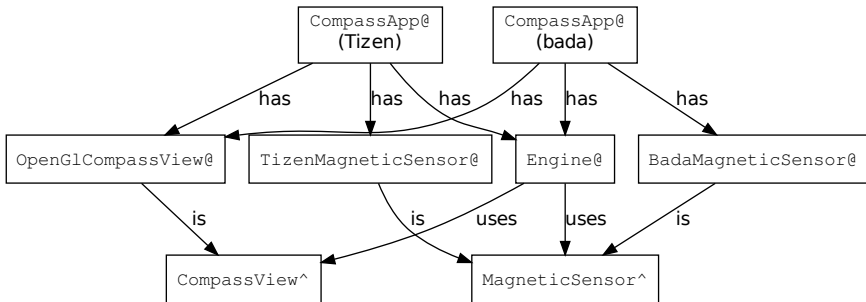 CompassApp@
(Tizen)
CompassApp@
(bada)
has
has
has
has
has
has
OpenGlCompassView@
TizenMagneticSensor@
Engine@
BadaMagneticSensor@
is
is
uses
uses
is
CompassView^
MagneticSensor^